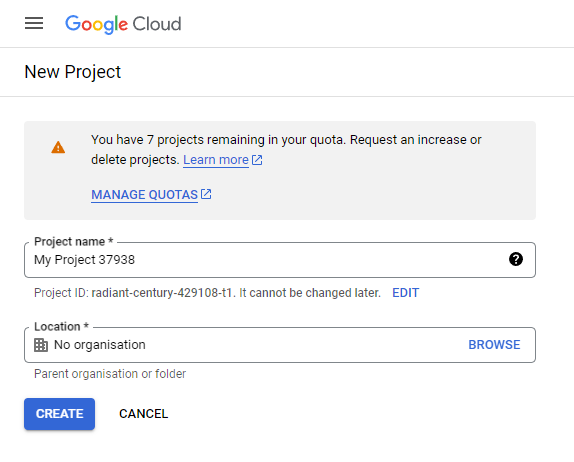 Google Cloud
New Project
You have 7 projects remaining in your quota. Request an increase or
delete projects. Learn more
MANAGE QUOTAS
Project name *
My Project 37938
Project ID: radiant-century-429108-t1. It cannot be changed later. EDIT
Location *
No organisation BROWSE
Parent organisation or folder
CREATE CANCEL